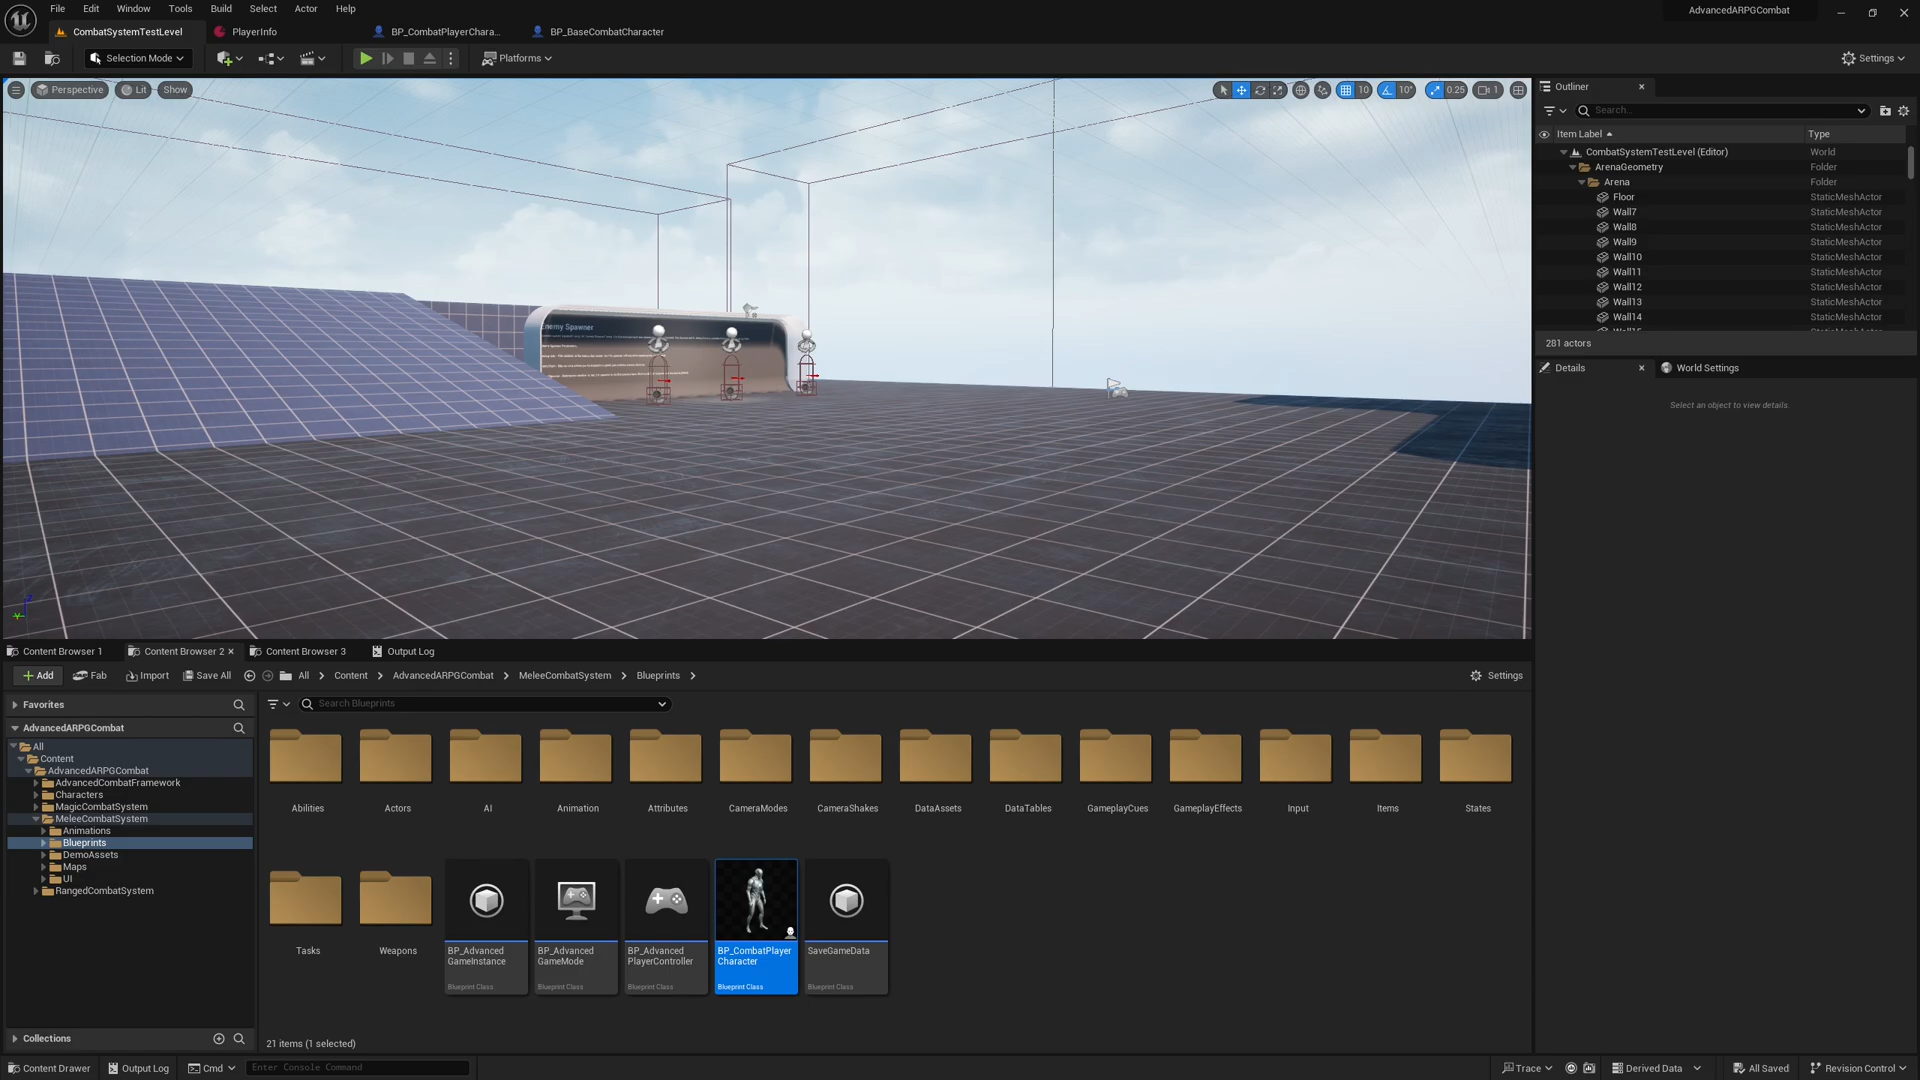 File Edit Window Tools Build Select Actor Help
AdvancedARPGCombat
CombatSystemTestLevel
PlayerInfo
BP_CombatPlayerChara...
BP_BaseCombatCharacter
Selection Mode
Platforms
Settings
Perspective
Lit
Show
10
10°
0.25
1
Enemy Spawner
Outliner
Search...
Item Label
Type
CombatSystemTestLevel (Editor) World
ArenaGeometry Folder
Arena Folder
Floor StaticMeshActor
Wall7 StaticMeshActor
Wall8 StaticMeshActor
Wall9 StaticMeshActor
Wall10 StaticMeshActor
Wall11 StaticMeshActor
Wall12 StaticMeshActor
Wall13 StaticMeshActor
Wall14 StaticMeshActor
281 actors
Details
World Settings
Select an object to view details.
Content Browser 1
Content Browser 2
Content Browser 3
Output Log
Add
Fab
Import
Save All
All > Content > AdvancedARPGCombat > MeleeCombatSystem > Blueprints >
Settings
Favorites
AdvancedARPGCombat
All
Content
AdvancedARPGCombat
AdvancedCombatFramework
Characters
MagicCombatSystem
MeleeCombatSystem
Animations
Blueprints
DemoAssets
Maps
UI
RangedCombatSystem
Collections
Search Blueprints
Abilities
Actors
AI
Animation
Attributes
CameraModes
CameraShakes
DataAssets
DataTables
GameplayCues
GameplayEffects
Input
Items
States
Tasks
Weapons
BP_Advanced
GameInstance
Blueprint Class
BP_Advanced
GameMode
Blueprint Class
BP_Advanced
PlayerController
Blueprint Class
BP_CombatPlayer
Character
Blueprint Class
SaveGameData
Blueprint Class
21 items (1 selected)
Content Drawer
Output Log
Cmd
Enter Console Command
Trace
Derived Data
All Saved
Revision Control